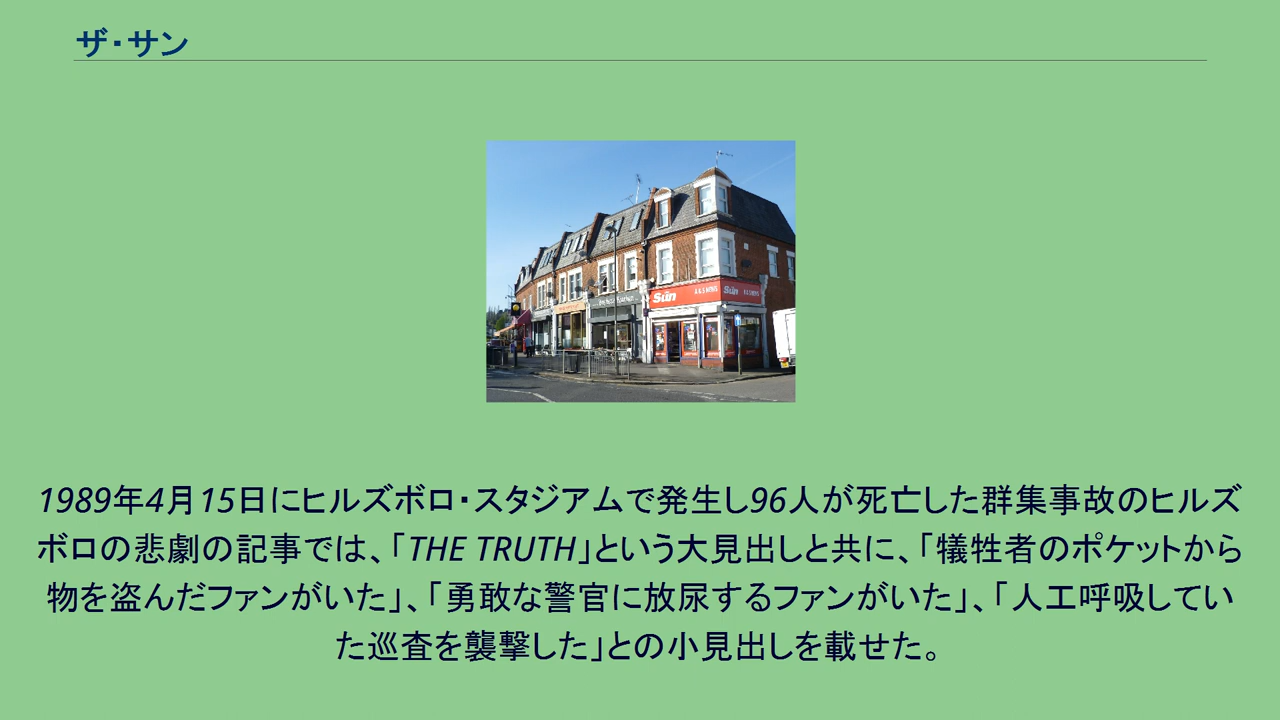 ザ・サン
Sun
A & S NEWS
Sun
1989年4月15日にヒルズボロ・スタジアムで発生し96人が死亡した群集事故のヒルズ
ボロの悲劇の記事では、「THE TRUTH」という大見出しと共に、「犠牲者のポケットから
物を盗んだファンがいた」、「勇敢な警官に放尿するファンがいた」、「人工呼吸してい
た巡査を襲撃した」との小見出しを載せた。